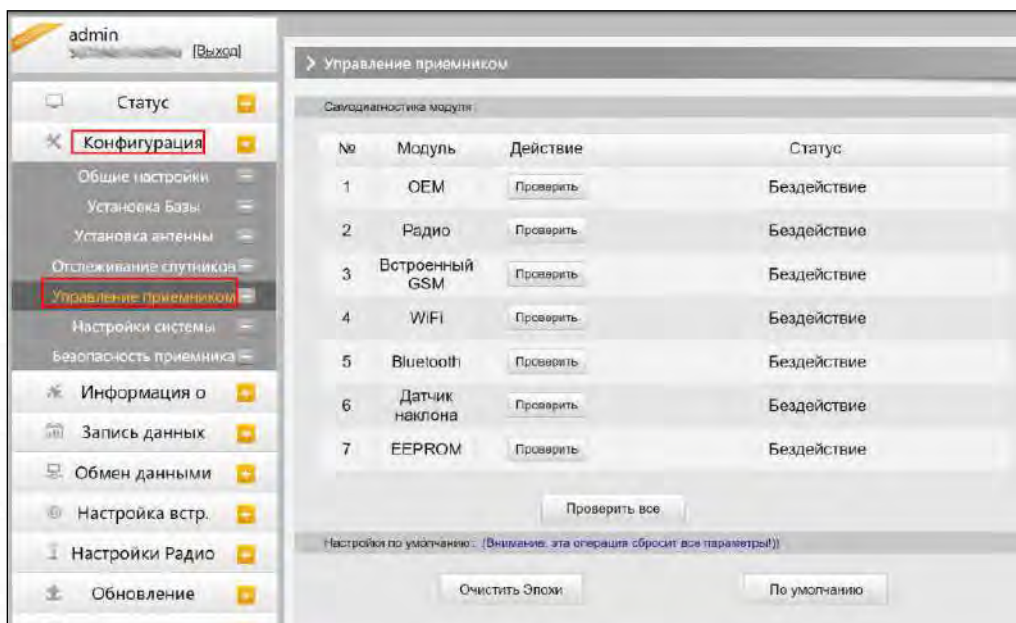 admin
[Выход]
Статус
Конфигурация
Общие настройки
Установка Базы
Установка антенны
Отслеживание спутников
Управление приемником
Настройки системы
Безопасность приемника
Информация о
Запись данных
Обмен данными
Настройка встр.
Настройки Радио
Обновление
Управление приемником
Самодиагностика модуля
№ Модуль Действие Статус
1 OEM Проверить Бездействие
2 Радио Проверить Бездействие
3 Встроенный GSM Проверить Бездействие
4 WiFi Проверить Бездействие
5 Bluetooth Проверить Бездействие
6 Датчик наклона Проверить Бездействие
7 EEPROM Проверить Бездействие
Проверить все
Настройки по умолчанию : (Внимание: эта операция сбросит все параметры!))
Очистить Эпохи По умолчанию